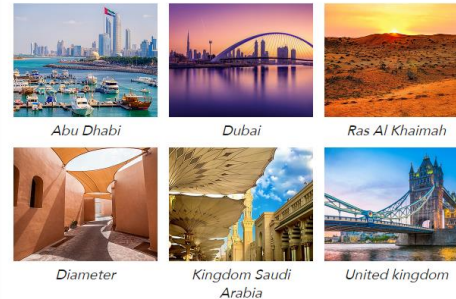 Abu Dhabi
Dubai
Ras Al Khaimah
Diameter
Kingdom Saudi
Arabia
United kingdom